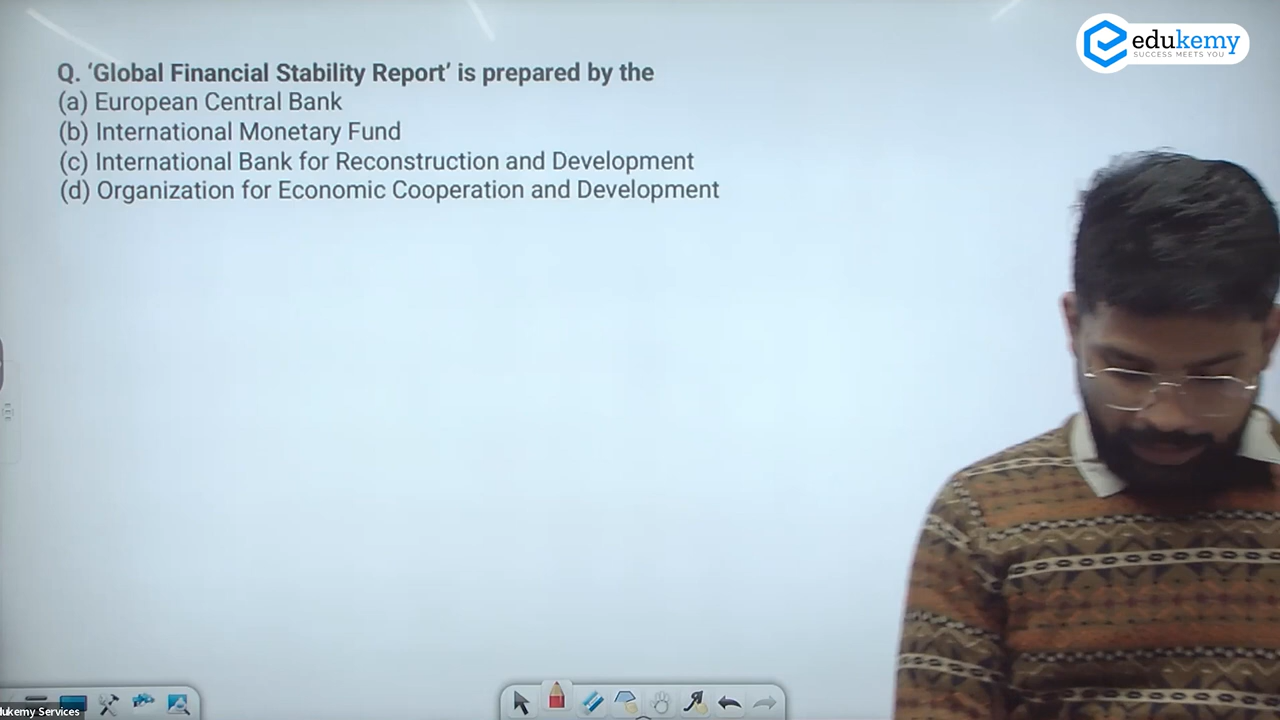 edukemy
SUCCESS MEETS YOU
Q. ‘Global Financial Stability Report’ is prepared by the
(a) European Central Bank
(b) International Monetary Fund
(c) International Bank for Reconstruction and Development
(d) Organization for Economic Cooperation and Development
ukemy Services